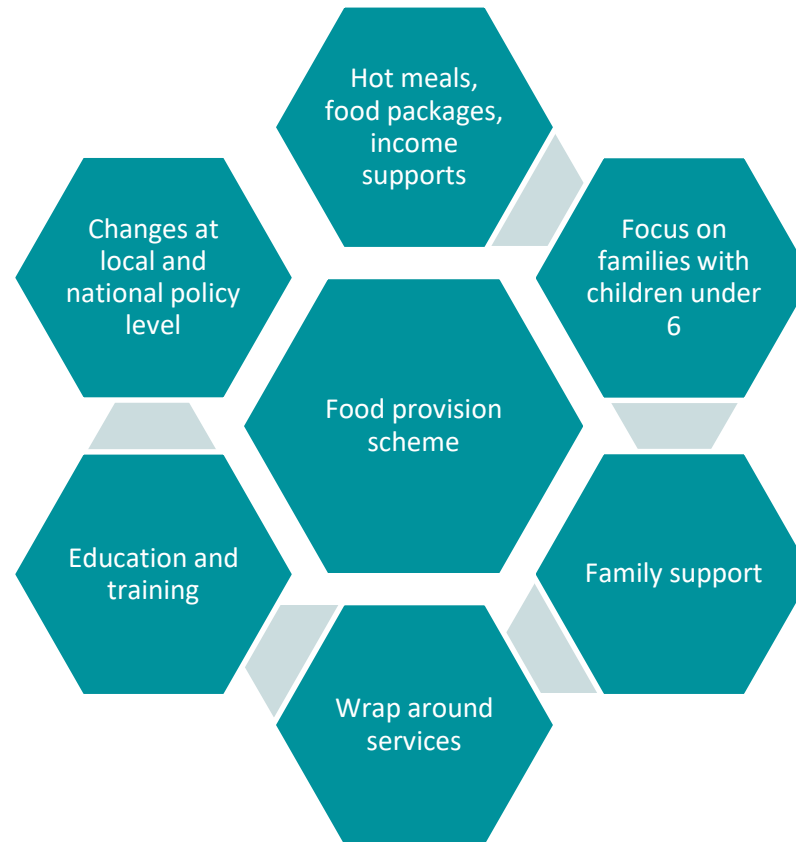 Hot meals,
food packages,
income
supports
Focus on
families with
children under
6
Family support
Wrap around
services
Education and
training
Changes at
local and
national policy
level
Food provision
scheme